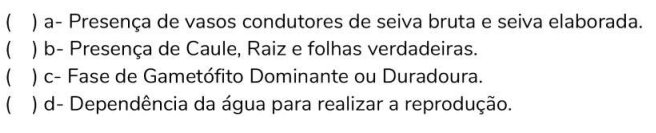 (   ) a- Presença de vasos condutores de seiva bruta e seiva elaborada.
(   ) b- Presença de Caule, Raiz e folhas verdadeiras.
(   ) c- Fase de Gametófito Dominante ou Duradoura.
(   ) d- Dependência da água para realizar a reprodução.